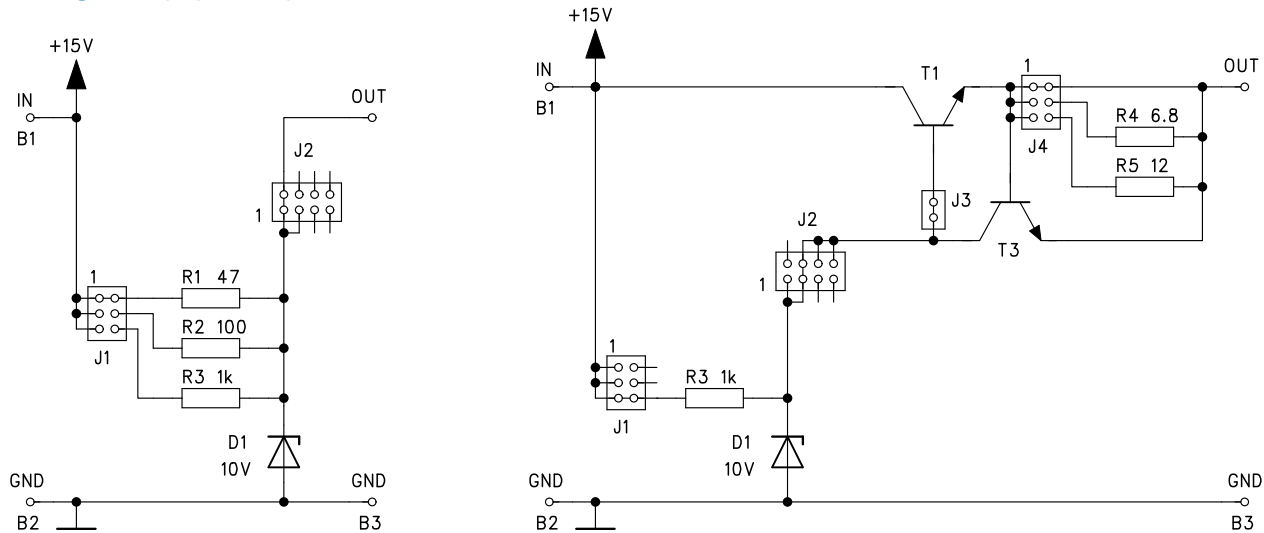 +15V
IN
B1
OUT
J2
1
1
R1 47
R2 100
R3 1k
J1
D1
10V
GND
B2
GND
B3
+15V
IN
B1
T1
1
OUT
R4 6.8
J4
R5 12
J3
T3
J2
1
1
R3 1k
J1
D1
10V
GND
B2
GND
B3